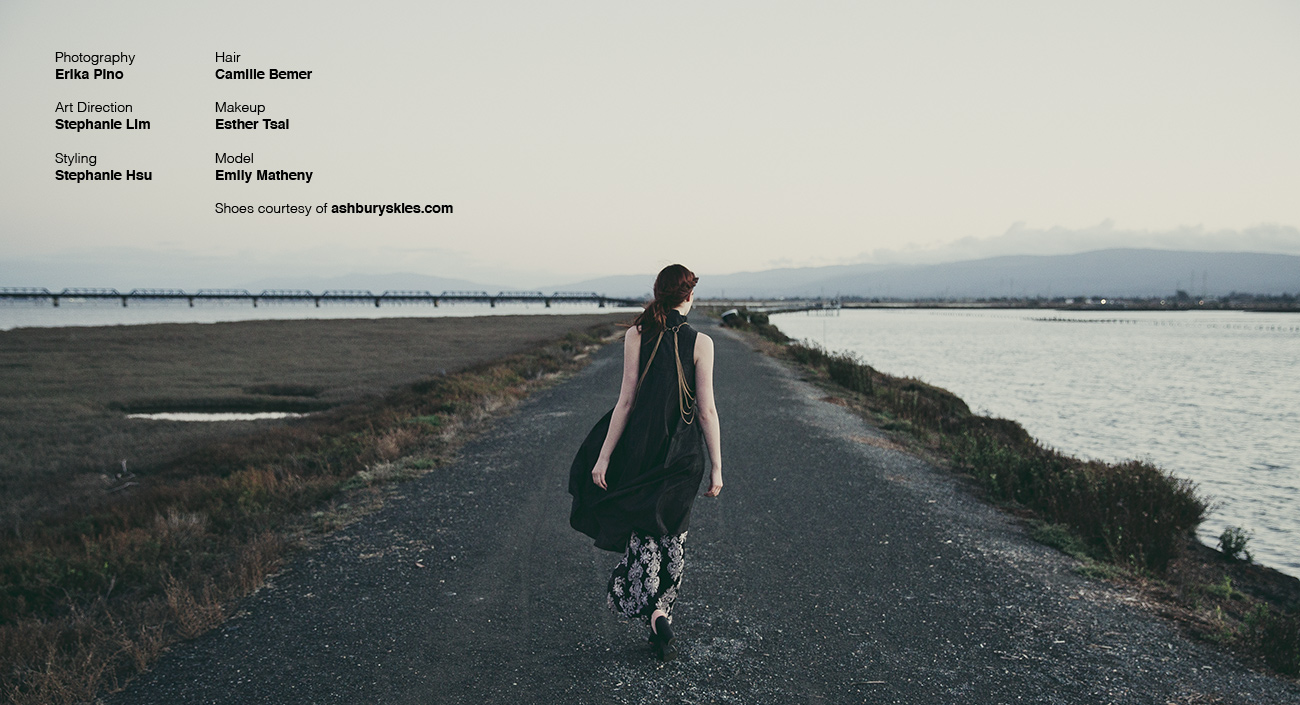 Photography
Erika Pino
Art Direction
Stephanie Lim
Styling
Stephanie Hsu
Hair
Camille Bemer
Makeup
Esther Tsai
Model
Emily Matheny
Shoes courtesy of ashburyskies.com